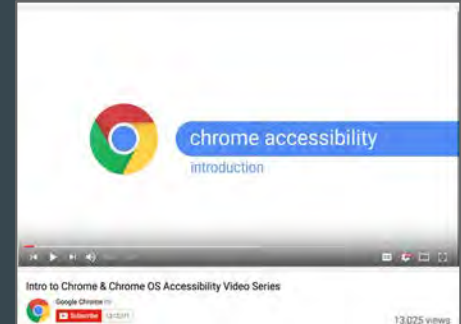 chrome accessibility
introduction
Intro to Chrome & Chrome OS Accessibility Video Series
Google Chrome
Subscribe
13,025 views